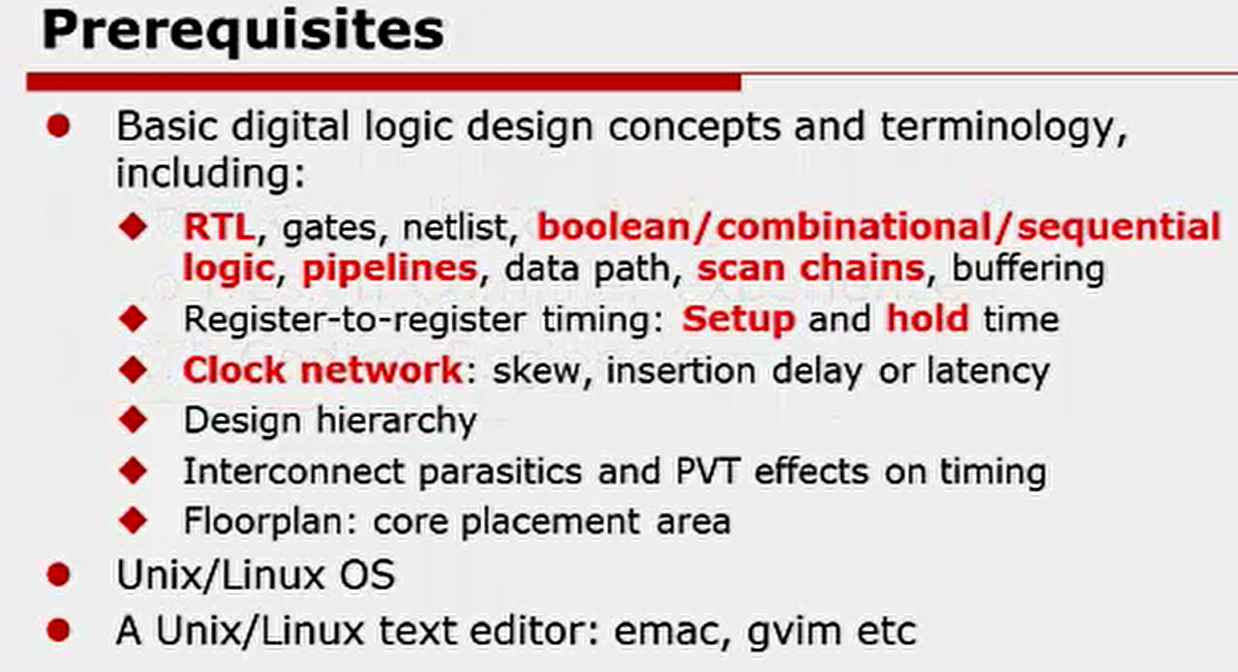 Prerequisites
Basic digital logic design concepts and terminology,
including:
RTL, gates, netlist, boolean/combinational/sequential
logic, pipelines, data path, scan chains, buffering
Register-to-register timing: Setup and hold time
Clock network: skew, insertion delay or latency
Design hierarchy
Interconnect parasitics and PVT effects on timing
Floorplan: core placement area
Unix/Linux OS
A Unix/Linux text editor: emac, gvim etc